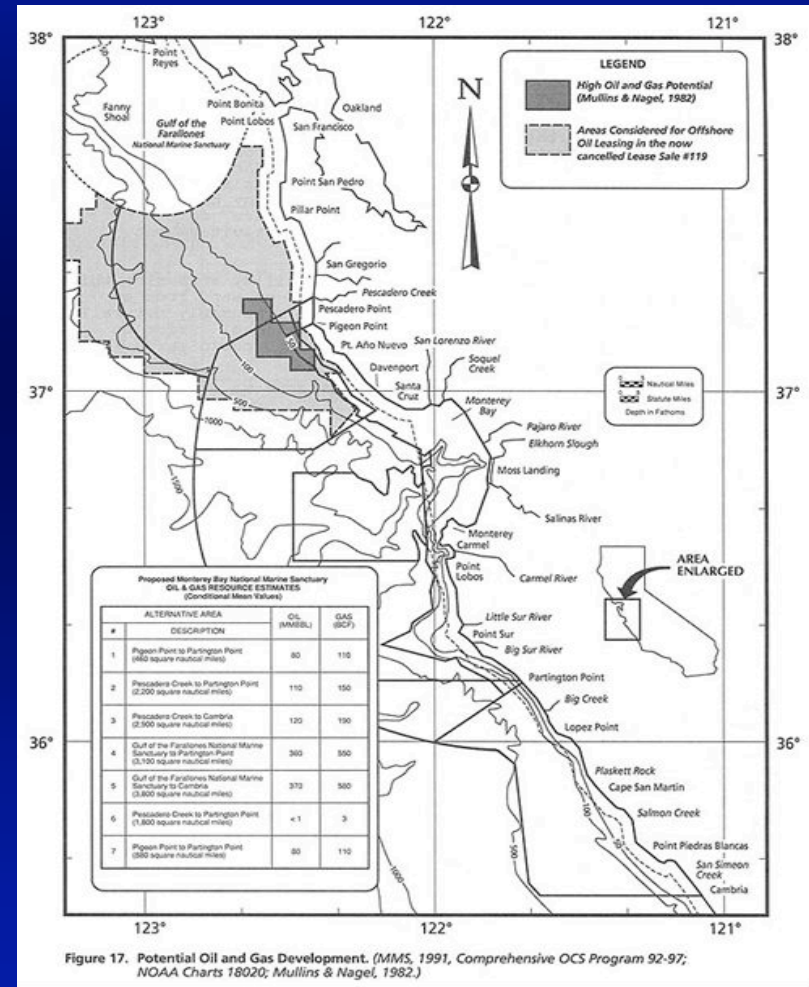 123°
122°
121°
38°
38°
LEGEND
High Oil and Gas Potential
(Mullins & Nagel, 1982)
Areas Considered for Offshore
Oil Leasing in the now
cancelled Lease Sale #119
N
Point
Reyes
50
Fanny
Shoal
Point Bonita
Oakland
Gulf of the
Farallones
National Marine Sanctuary
Point Lobos
San Francisco
Point San Pedro
Pillar Point
San Gregorio
Pescadero Creek
Pescadero Point
Pigeon Point
50
Pt. Año Nuevo
San Lorenzo River
100
Davenport
Soquel
Creek
37°
37°
Santa
Cruz
500
Monterey
Bay
1000
Nautical Miles
Statute Miles
Depth in Fathoms
Pajaro River
Elkhorn Slough
Moss Landing
1500
Salinas River
Monterey
Carmel
AREA
ENLARGED
Point
Lobos
Carmel River
Little Sur River
Point Sur
Big Sur River
Partington Point
Big Creek
Lopez Point
36°
36°
Plaskett Rock
Cape San Martin
100
50
Salmon Creek
Point Piedras Blancas
500
San Simeon
Creek
1000
Cambria
Proposed Monterey Bay National Marine Sanctuary
OIL & GAS RESOURCE ESTIMATES
(Conditional Mean Values)
ALTERNATIVE AREA OIL (MMBBL) GAS (BCF)
# DESCRIPTION
1 Pigeon Point to Partington Point 80 110
(460 square nautical miles)
2 Pescadero Creek to Partington Point 110 150
(2,200 square nautical miles)
3 Pescadero Creek to Cambria 120 190
(2,900 square nautical miles)
4 Gulf of the Farallones National Marine 360 550
Sanctuary to Partington Point
(3,100 square nautical miles)
5 Gulf of the Farallones National Marine 370 580
Sanctuary to Cambria
(3,800 square nautical miles)
6 Pescadero Creek to Partington Point <1 3
(1,800 square nautical miles)
7 Pigeon Point to Partington Point 80 110
(580 square nautical miles)
123°
122°
121°
Figure 17. Potential Oil and Gas Development. (MMS, 1991, Comprehensive OCS Program 92-97;
NOAA Charts 18020; Mullins & Nagel, 1982.)